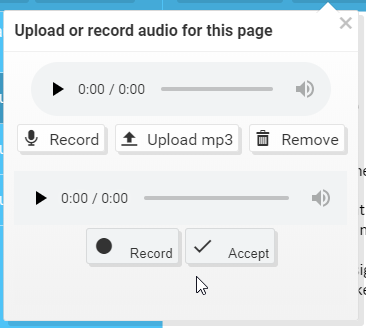 Upload or record audio for this page
0:00 / 0:00
Record Upload mp3 Remove
0:00 / 0:00
Record Accept